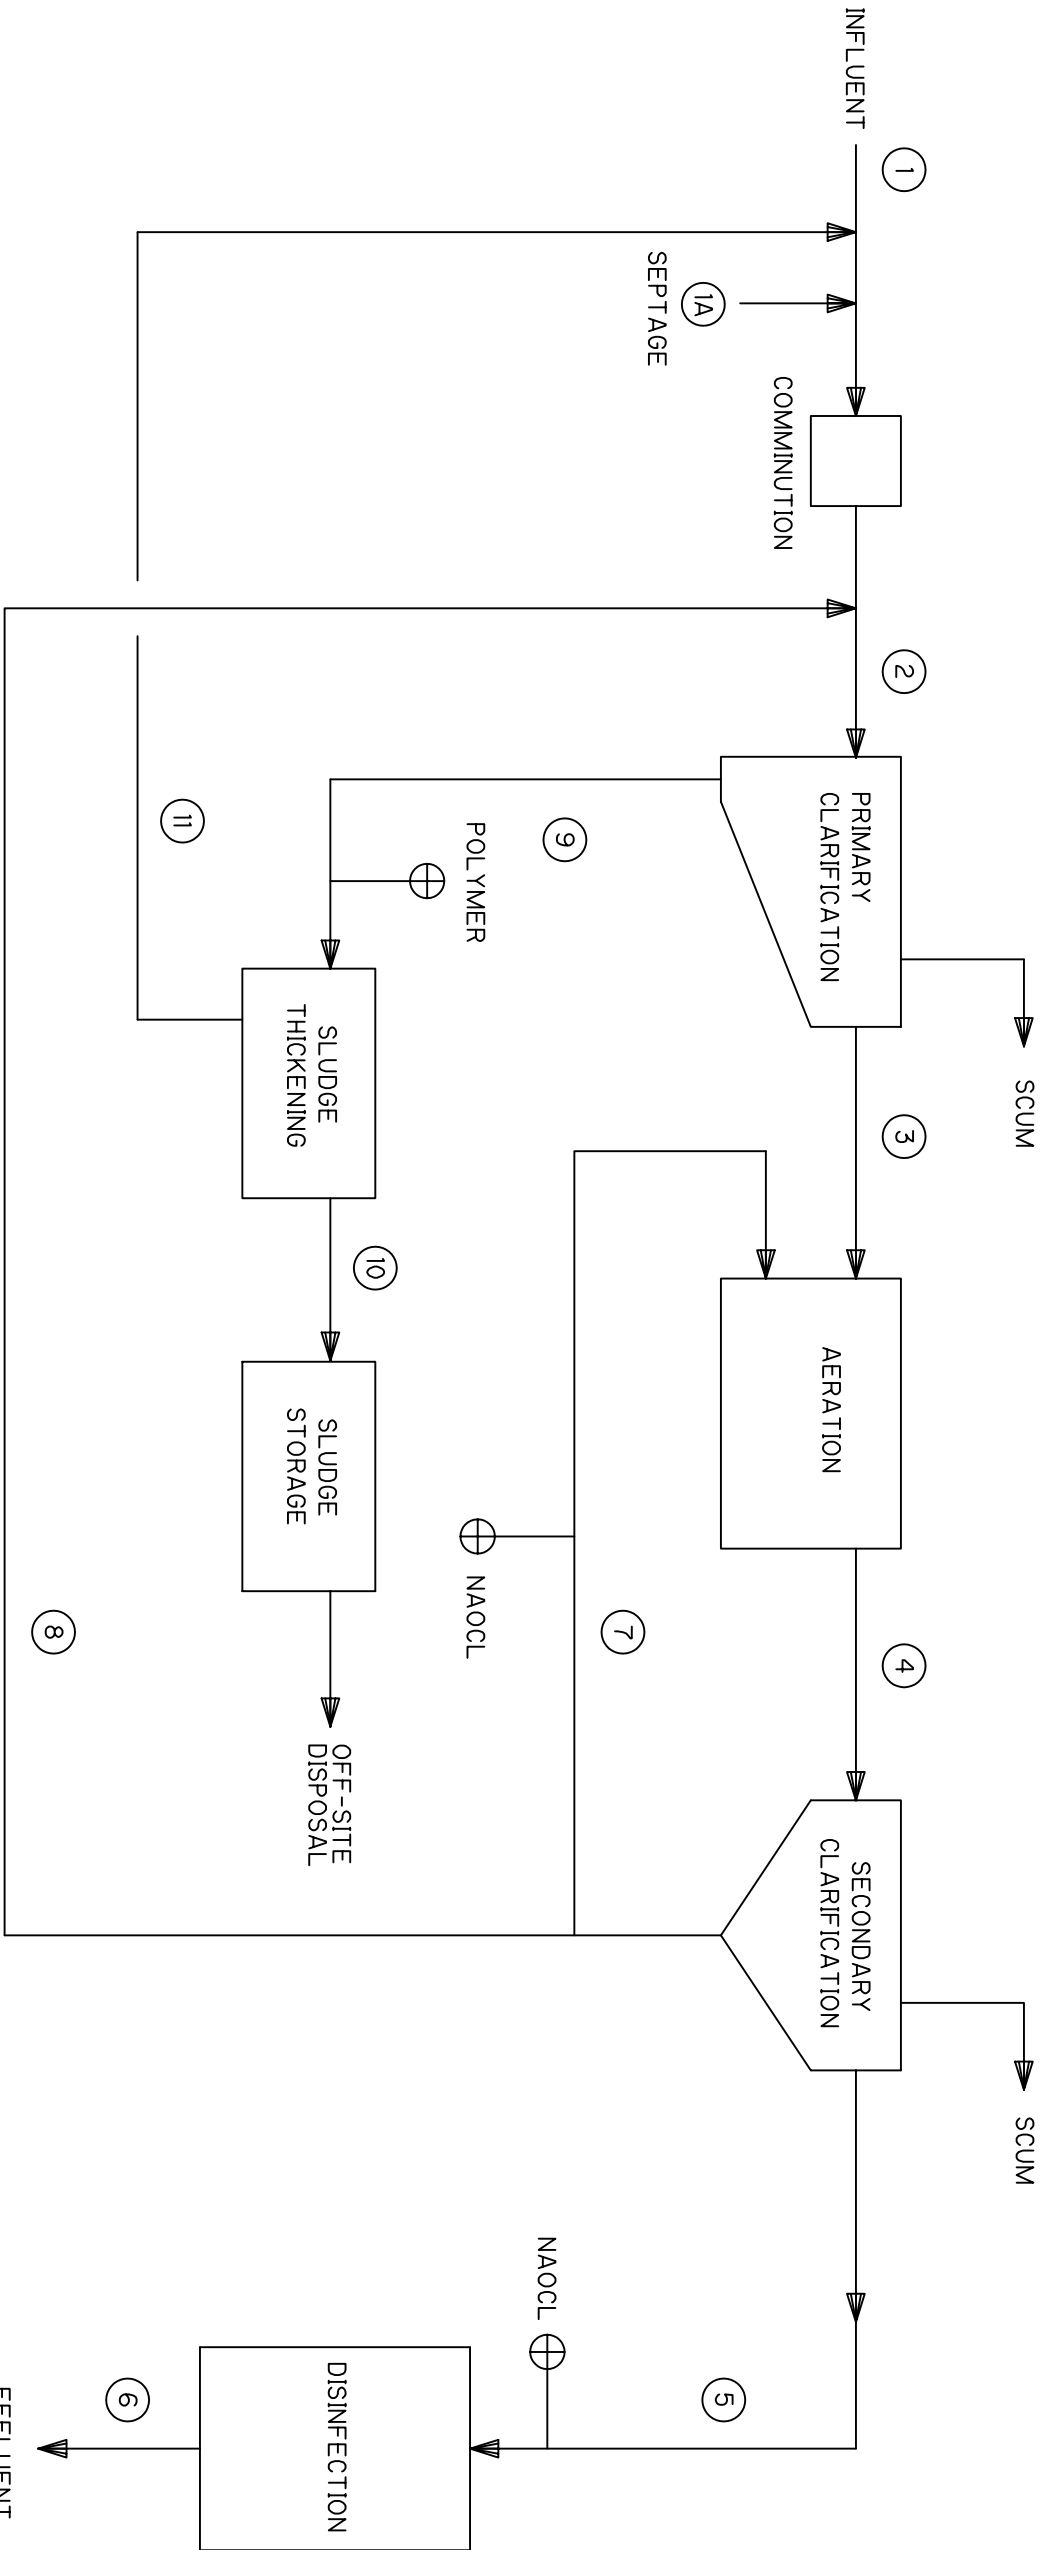 INFLUENT
1
SEPTAGE
1A
COMMINUTION
2
PRIMARY
CLARIFICATION
SCUM
3
AERATION
4
SECONDARY
CLARIFICATION
SCUM
5
NAOCL
DISINFECTION
6
EFFLUENT
7
NAOCL
8
9
POLYMER
SLUDGE
THICKENING
10
SLUDGE
STORAGE
OFF-SITE
DISPOSAL
11